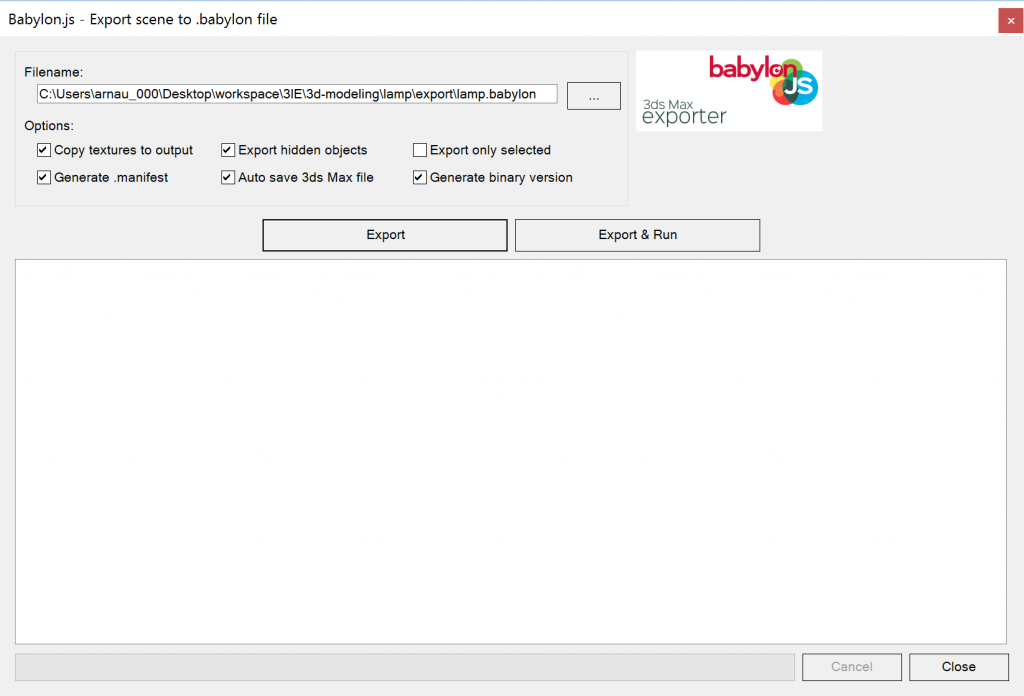 Babylon.js - Export scene to .babylon file
Filename:
C:\Users\arnau_000\Desktop\workspace\3IE\3d-modeling\lamp\export\lamp.babylon
...
babylon
JS
3ds Max
exporter
Options:
Copy textures to output Export hidden objects Export only selected
Generate .manifest Auto save 3ds Max file Generate binary version
Export Export & Run
Cancel Close